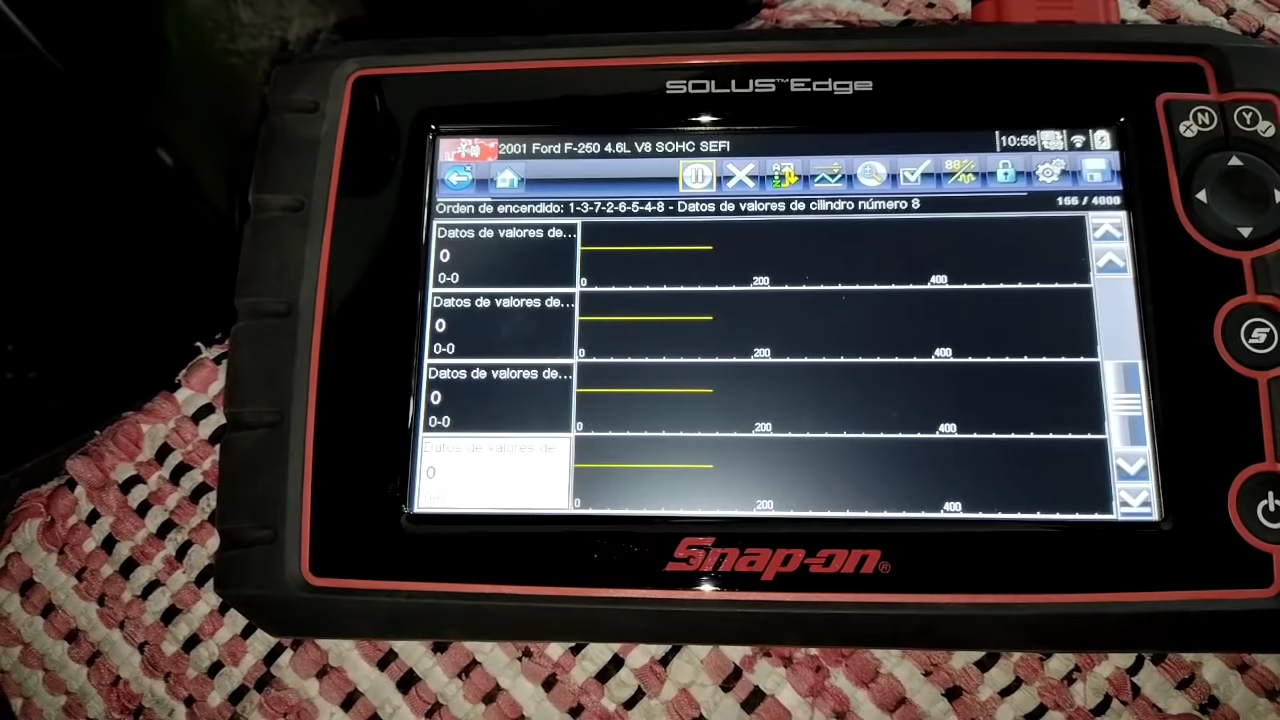 SOLUS™Edge
N
Y
2001 Ford F-250 4.6L V8 SOHC SEFI
10:58
Orden de encendido: 1-3-7-2-6-5-4-8 - Datos de valores de cilindro número 8
156 / 4000
Datos de valores de...
0
0-0
0 200 400
Datos de valores de...
0
0-0
0 200 400
Datos de valores de...
0
0-0
0 200 400
Datos de valores de
0
0 200 400
S
Snap-on®